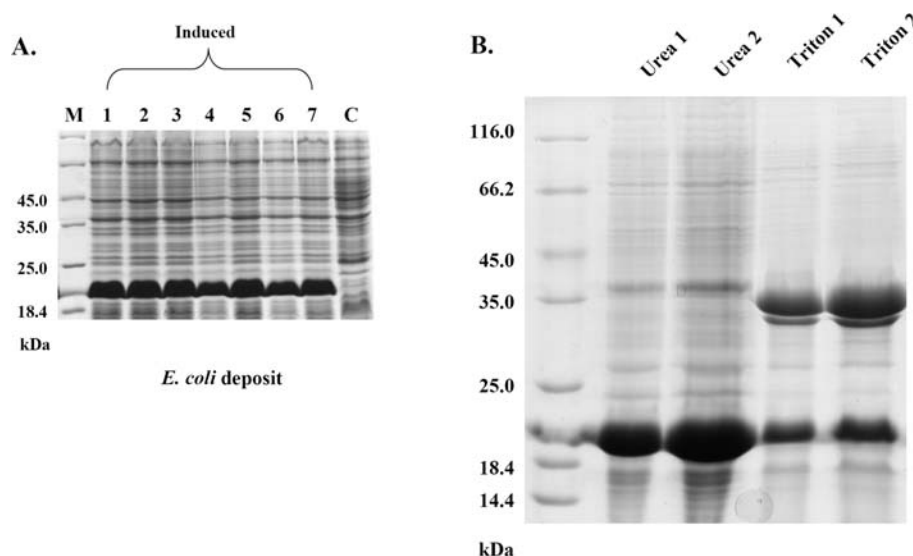 A.
Induced
M 1 2 3 4 5 6 7 C
45.0
35.0
25.0
18.4
kDa
E. coli deposit
B.
Urea 1 Urea 2 Triton 1 Triton 2
116.0
66.2
45.0
35.0
25.0
18.4
14.4
kDa